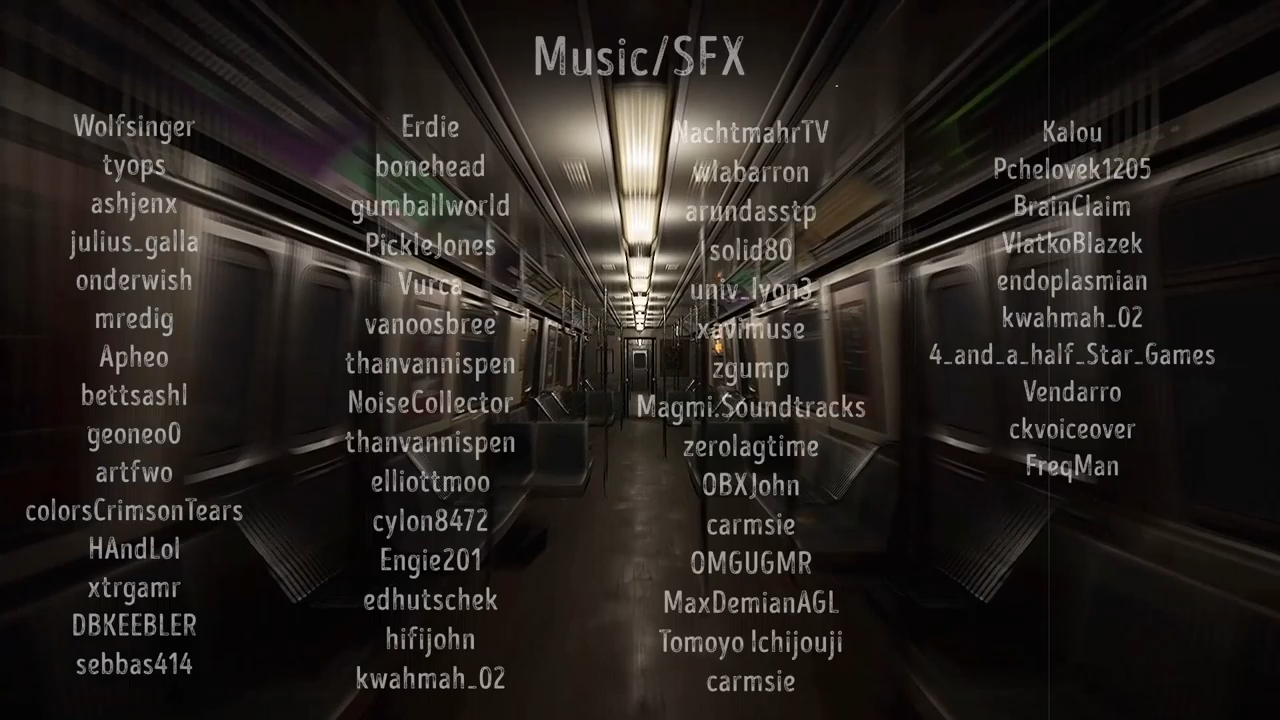 Music/SFX
Wolfsinger
tyops
ashjenx
julius_galla
onderwish
mredig
Apheo
bettsashl
geoneo0
artfwo
colorsCrimsonTears
HAndLol
xtrgamr
DBKEEBLER
sebbas414
Erdie
bonehead
gumballworld
PickleJones
Vurca
vanoosbree
thanvannispen
NoiseCollector
thanvannispen
elliottmoo
cylon8472
Engie201
edhutschek
hifijohn
kwahmah_02
NachtmahrTV
wlabarron
arundasstp
solid80
univ_lyon3
xavimuse
zgump
Magmi.Soundtracks
zerolagtime
OBXJohn
carmsie
OMGUGMR
MaxDemianAGL
Tomoyo Ichijouji
carmsie
Kalou
Pchelovek1205
BrainClaim
VlatkoBlazek
endoplasmian
kwahmah_02
4_and_a_half_Star_Games
Vendarro
ckvoiceover
FreqMan